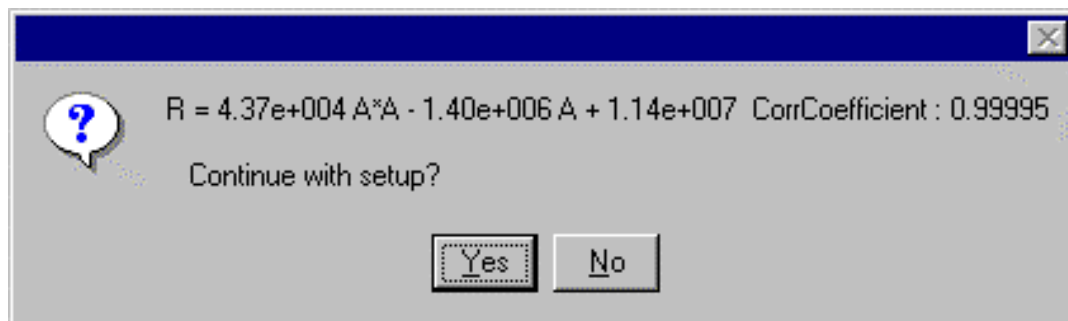 R = 4.37e+004 A*A - 1.40e+006 A + 1.14e+007  CorrCoefficient : 0.99995
Continue with setup?
Yes No